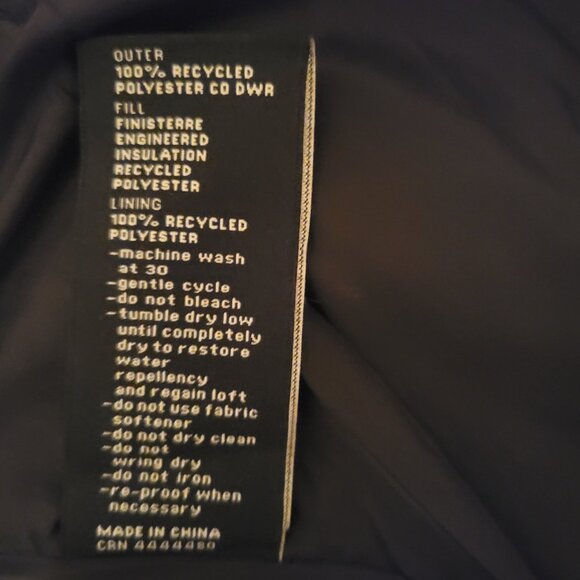 OUTER
100% RECYCLED
POLYESTER CO DWR
FILL
FINISTERRE
ENGINEERED
INSULATION
RECYCLED
POLYESTER
LINING
100% RECYCLED
POLYESTER
-machine wash
at 30
-gentle cycle
-do not bleach
-tumble dry low
until completely
dry to restore
water
repellency
and regain loft
-do not use fabric
softener
-do not dry clean
-do not
wring dry
-do not iron
-re-proof when
necessary
MADE IN CHINA
CRN 4444480